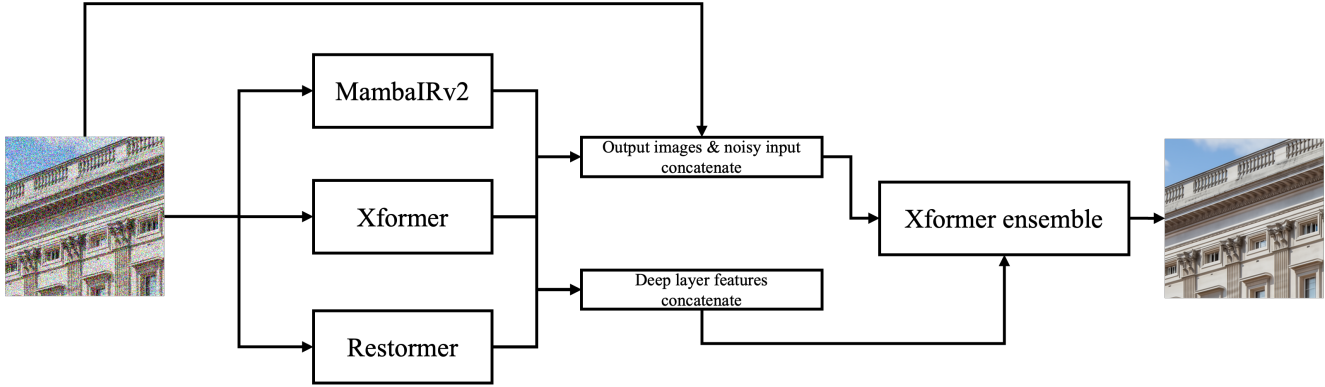 MambaIRv2
Xformer
Restormer
Output images & noisy input
concatenate
Deep layer features
concatenate
Xformer ensemble